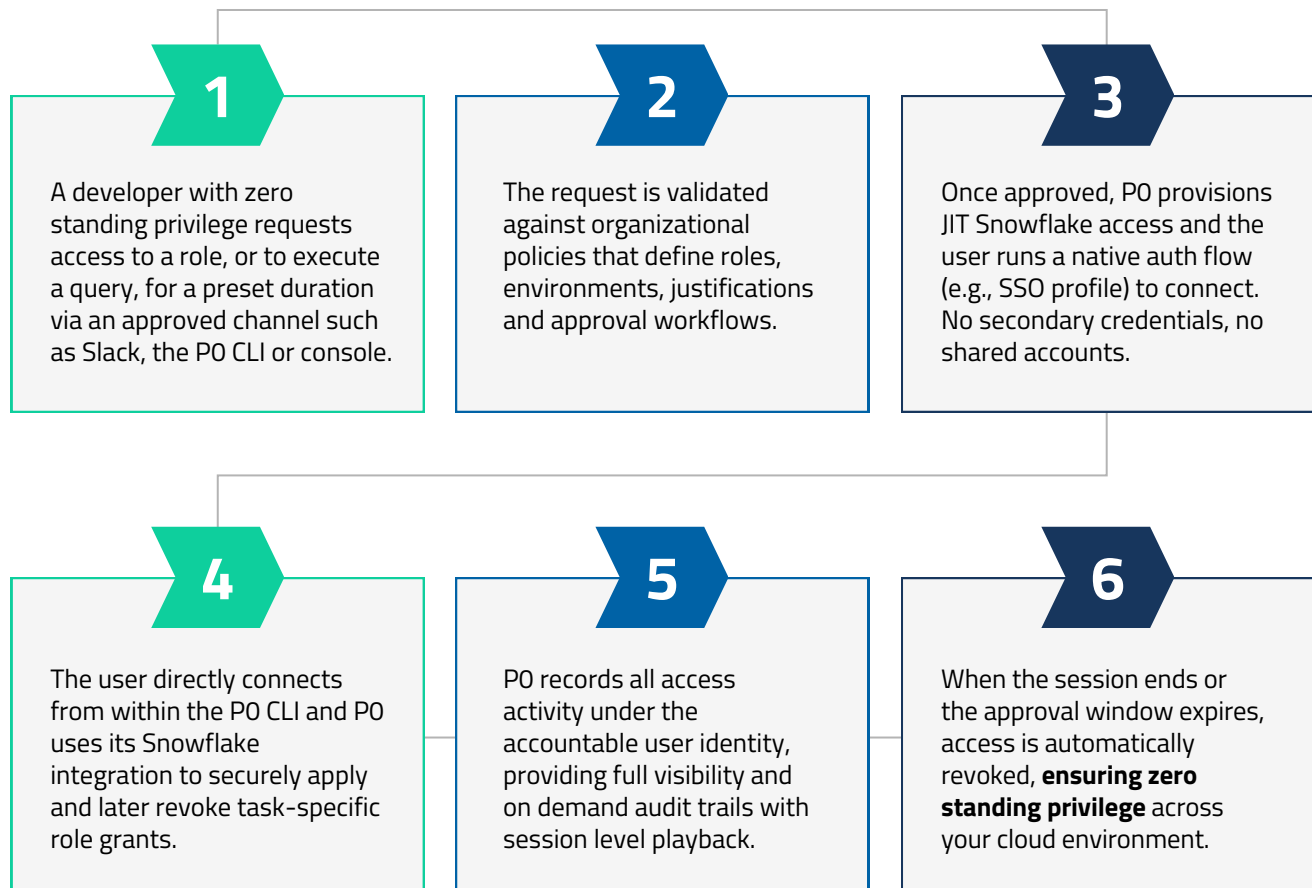 1
A developer with zero
standing privilege requests
access to a role, or to execute
a query, for a preset duration
via an approved channel such
as Slack, the P0 CLI or console.
2
The request is validated
against organizational
policies that define roles,
environments, justifications
and approval workflows.
3
Once approved, P0 provisions
JIT Snowflake access and the
user runs a native auth flow
(e.g., SSO profile) to connect.
No secondary credentials, no
shared accounts.
4
The user directly connects
from within the P0 CLI and P0
uses its Snowflake
integration to securely apply
and later revoke task-specific
role grants.
5
P0 records all access
activity under the
accountable user identity,
providing full visibility and
on demand audit trails with
session level playback.
6
When the session ends or
the approval window expires,
access is automatically
revoked, ensuring zero
standing privilege across
your cloud environment.